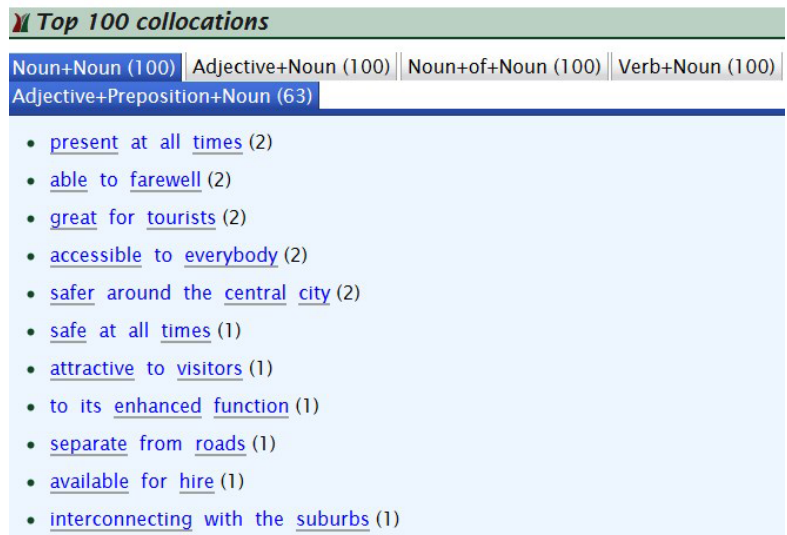 Top 100 collocations
Noun+Noun (100) Adjective+Noun (100) Noun+of+Noun (100) Verb+Noun (100)
Adjective+Preposition+Noun (63)
• present at all times (2)
• able to farewell (2)
• great for tourists (2)
• accessible to everybody (2)
• safer around the central city (2)
• safe at all times (1)
• attractive to visitors (1)
• to its enhanced function (1)
• separate from roads (1)
• available for hire (1)
• interconnecting with the suburbs (1)